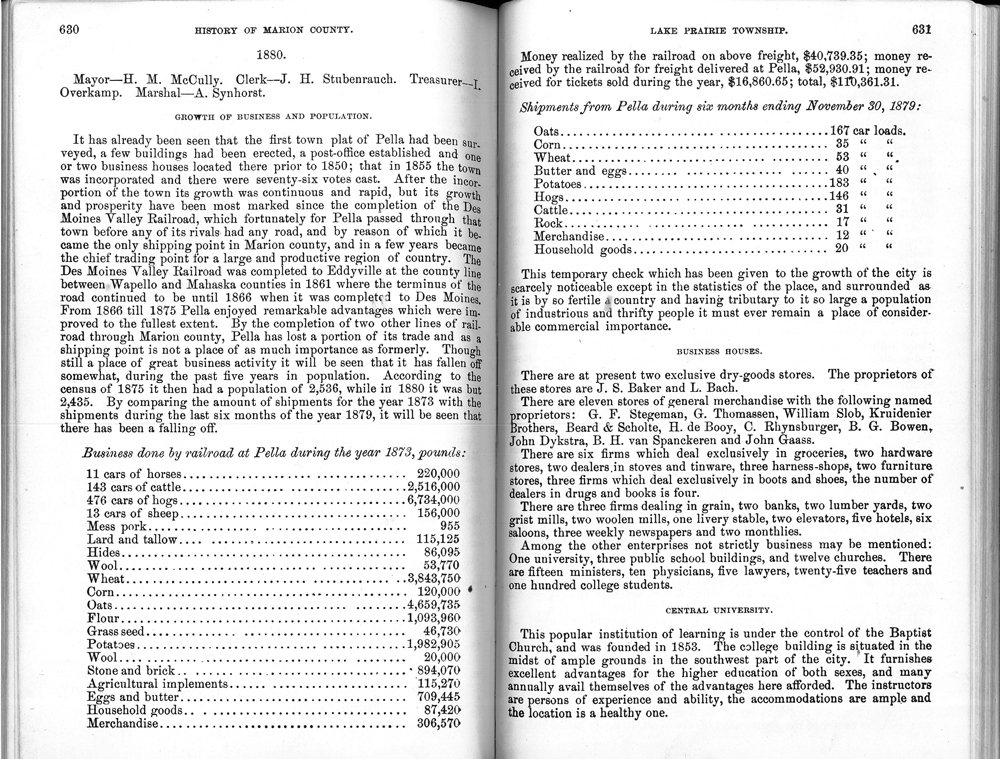 630 HISTORY OF MARION COUNTY.
1880.
Mayor—H. M. McCully. Clerk—J. H. Stubenrauch. Treasurer—I.
Overkamp. Marshal—A. Synhorst.
GROWTH OF BUSINESS AND POPULATION.
It has already been seen that the first town plat of Pella had been sur-
veyed, a few buildings had been erected, a post-office established and one
or two business houses located there prior to 1850; that in 1855 the town
was incorporated and there were seventy-six votes cast. After the incor-
portion of the town its growth was continuous and rapid, but its growth
and prosperity have been most marked since the completion of the Des
Moines Valley Railroad, which fortunately for Pella passed through that
town before any of its rivals had any road, and by reason of which it be-
came the only shipping point in Marion county, and in a few years became
the chief trading point for a large and productive region of country. The
Des Moines Valley Railroad was completed to Eddyville at the county line
between Wapello and Mahaska counties in 1861 where the terminus of the
road continued to be until 1866 when it was completed to Des Moines.
From 1866 till 1875 Pella enjoyed remarkable advantages which were im-
proved to the fullest extent. By the completion of two other lines of rail-
road through Marion county, Pella has lost a portion of its trade and as a
shipping point is not a place of as much importance as formerly. Though
still a place of great business activity it will be seen that it has fallen off
somewhat, during the past five years in population. According to the
census of 1875 it then had a population of 2,536, while in 1880 it was but
2,435. By comparing the amount of shipments for the year 1873 with the
shipments during the last six months of the year 1879, it will be seen that
there has been a falling off.
Business done by railroad at Pella during the year 1873, pounds:
11 cars of horses 220,000
143 cars of cattle 2,516,000
476 cars of hogs 6,734,000
13 cars of sheep 156,000
Mess pork 955
Lard and tallow 115,125
Hides 86,095
Wool 53,770
Wheat 3,843,750
Corn 120,000
Oats 4,659,735
Flour 1,093,960
Grass seed 46,730
Potatoes 1,982,905
Wool 20,000
Stone and brick 894,070
Agricultural implements 115,270
Eggs and butter 709,445
Household goods 87,420
Merchandise 306,570
LAKE PRAIRIE TOWNSHIP. 631
Money realized by the railroad on above freight, $40,739.35; money re-
ceived by the railroad for freight delivered at Pella, $52,930.91; money re-
ceived for tickets sold during the year, $16,860.65; total, $110,361.31.
Shipments from Pella during six months ending November 30, 1879:
Oats 167 car loads.
Corn 35 “ “
Wheat 53 “ “
Butter and eggs 40 “ “
Potatoes 183 “ “
Hogs 146 “ “
Cattle 31 “ “
Rock 17 “ “
Merchandise 12 “ “
Household goods 20 “ “
This temporary check which has been given to the growth of the city is
scarcely noticeable except in the statistics of the place, and surrounded as
it is by so fertile a country and having tributary to it so large a population
of industrious and thrifty people it must ever remain a place of consider-
able commercial importance.
BUSINESS HOUSES.
There are at present two exclusive dry-goods stores. The proprietors of
these stores are J. S. Baker and L. Bach.
There are eleven stores of general merchandise with the following named
proprietors: G. F. Stegeman, G. Thomassen, William Slob, Kruidenier
Brothers, Beard & Scholte, H. de Booy, C. Rhynsburger, B. G. Bowen,
John Dykstra, B. H. van Spanckeren and John Gaass.
There are six firms which deal exclusively in groceries, two hardware
stores, two dealers in stoves and tinware, three harness-shops, two furniture
stores, three firms which deal exclusively in boots and shoes, the number of
dealers in drugs and books is four.
There are three firms dealing in grain, two banks, two lumber yards, two
grist mills, two woolen mills, one livery stable, two elevators, five hotels, six
saloons, three weekly newspapers and two monthlies.
Among the other enterprises not strictly business may be mentioned:
One university, three public school buildings, and twelve churches. There
are fifteen ministers, ten physicians, five lawyers, twenty-five teachers and
one hundred college students.
CENTRAL UNIVERSITY.
This popular institution of learning is under the control of the Baptist
Church, and was founded in 1853. The college building is situated in the
midst of ample grounds in the southwest part of the city. It furnishes
excellent advantages for the higher education of both sexes, and many
annually avail themselves of the advantages here afforded. The instructors
are persons of experience and ability, the accommodations are ample and
the location is a healthy one.